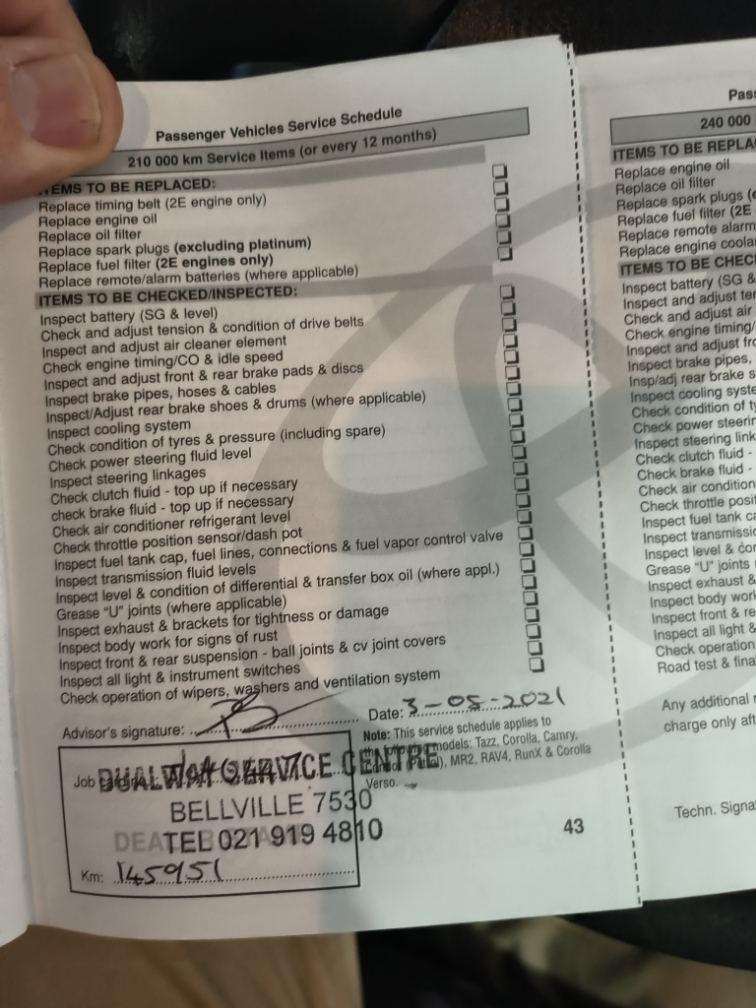 Passenger Vehicles Service Schedule
210 000 km Service Items (or every 12 months)
ITEMS TO BE REPLACED:
Replace timing belt (2E engine only)
Replace engine oil
Replace oil filter
Replace spark plugs (excluding platinum)
Replace fuel filter (2E engines only)
Replace remote/alarm batteries (where applicable)
ITEMS TO BE CHECKED/INSPECTED:
Inspect battery (SG & level)
Check and adjust tension & condition of drive belts
Inspect and adjust air cleaner element
Check engine timing/CO & idle speed
Inspect and adjust front & rear brake pads & discs
Inspect brake pipes, hoses & cables
Inspect/Adjust rear brake shoes & drums (where applicable)
Inspect cooling system
Check condition of tyres & pressure (including spare)
Check power steering fluid level
Inspect steering linkages
Check clutch fluid - top up if necessary
check brake fluid - top up if necessary
Check air conditioner refrigerant level
Check throttle position sensor/dash pot
Inspect fuel tank cap, fuel lines, connections & fuel vapor control valve
Inspect transmission fluid levels
Inspect level & condition of differential & transfer box oil (where appl.)
Grease "U" joints (where applicable)
Inspect exhaust & brackets for tightness or damage
Inspect body work for signs of rust
Inspect front & rear suspension - ball joints & cv joint covers
Inspect all light & instrument switches
Check operation of wipers, washers and ventilation system
Advisor's signature:
Date: 3-05-2021
Note: This service schedule applies to
models: Tazz, Corolla, Camry,
MR2, RAV4, RunX & Corolla
Verso.
Job
DUALWAY SERVICE CENTRE
BELLVILLE 7530
TEL 021 919 4810
Km: 145951
43
Pas
240 000
ITEMS TO BE REPLA
Replace engine oil
Replace oil filter
Replace spark plugs (e
Replace fuel filter (2E
Replace remote alarm
Replace engine coola
ITEMS TO BE CHEC
Inspect battery (SG &
Inspect and adjust ten
Check and adjust air
Check engine timing/
Inspect and adjust fro
Inspect brake pipes,
Insp/adj rear brake s
Inspect cooling syste
Check condition of ty
Check power steerin
Inspect steering link
Check clutch fluid -
Check brake fluid -
Check air condition
Check throttle posit
Inspect fuel tank ca
Inspect transmissio
Inspect level & con
Grease "U" joints
Inspect exhaust &
Inspect body work
Inspect front & re
Inspect all light &
Check operation
Road test & fina
Any additional
charge only aft
Techn. Signa